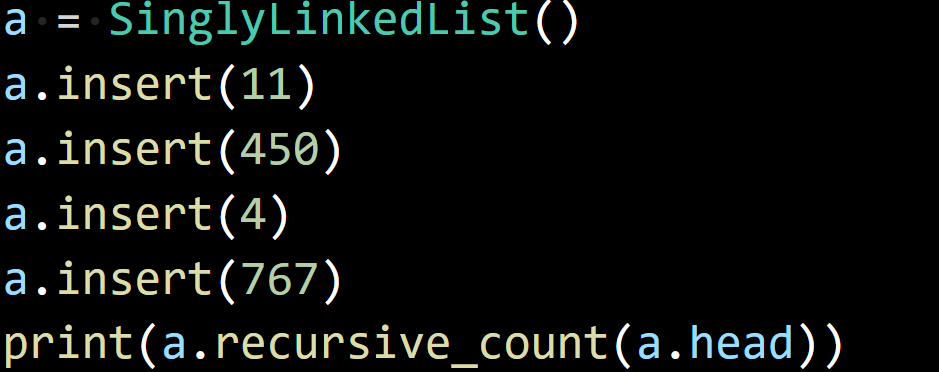 a = SinglyLinkedList()
a.insert(11)
a.insert(450)
a.insert(4)
a.insert(767)
print(a.recursive_count(a.head))